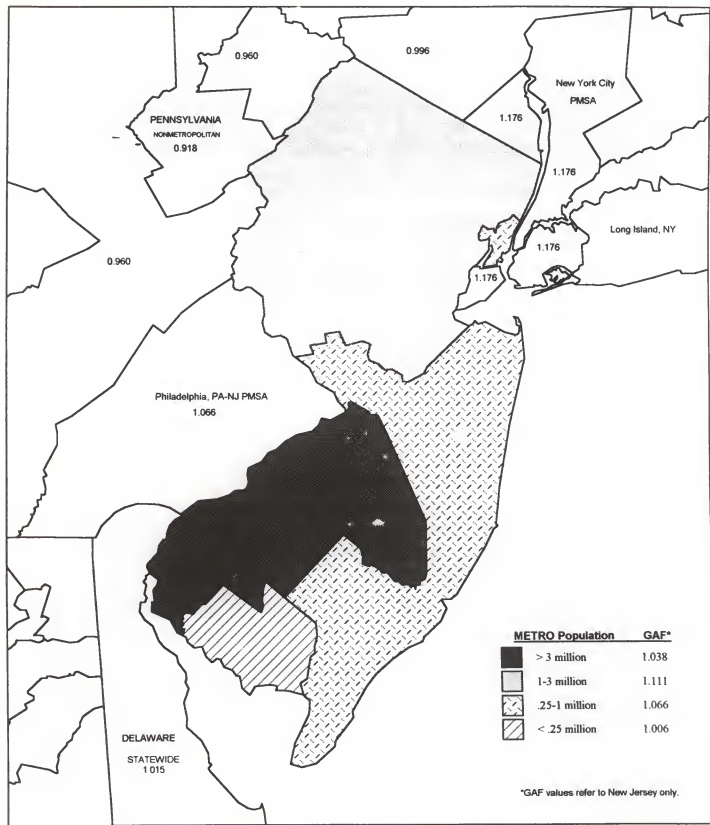 0.960
0.996
New York City
PMSA
PENNSYLVANIA
NONMETROPOLITAN
0.918
1.176
1.176
Long Island, NY
1.176
0.960
1.176
Philadelphia, PA-NJ PMSA
1.066
METRO Population GAF*
> 3 million 1.038
1-3 million 1.111
.25-1 million 1.066
< .25 million 1.006
DELAWARE
STATEWIDE
1.015
*GAF values refer to New Jersey only.